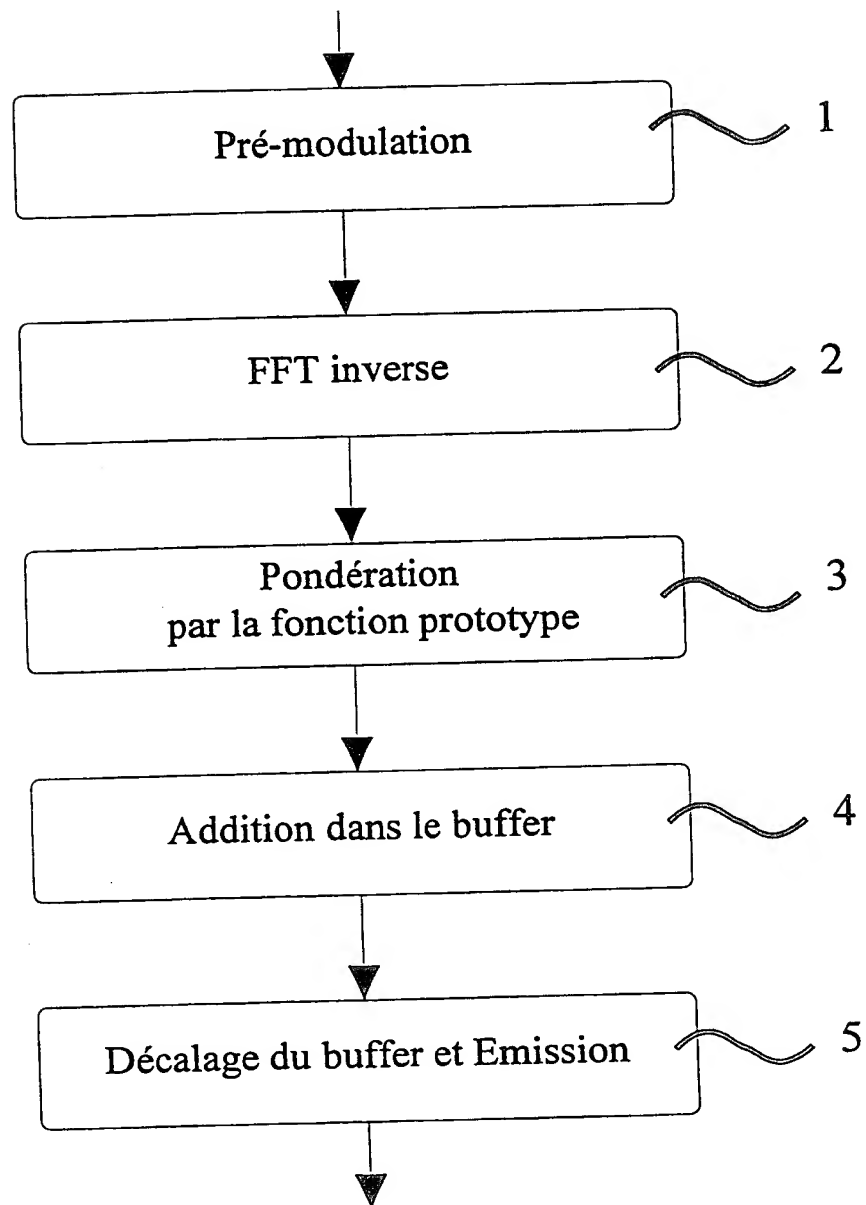 Pré-modulation
1
FFT inverse
2
Pondération
par la fonction prototype
3
Addition dans le buffer
4
Décalage du buffer et Emission
5